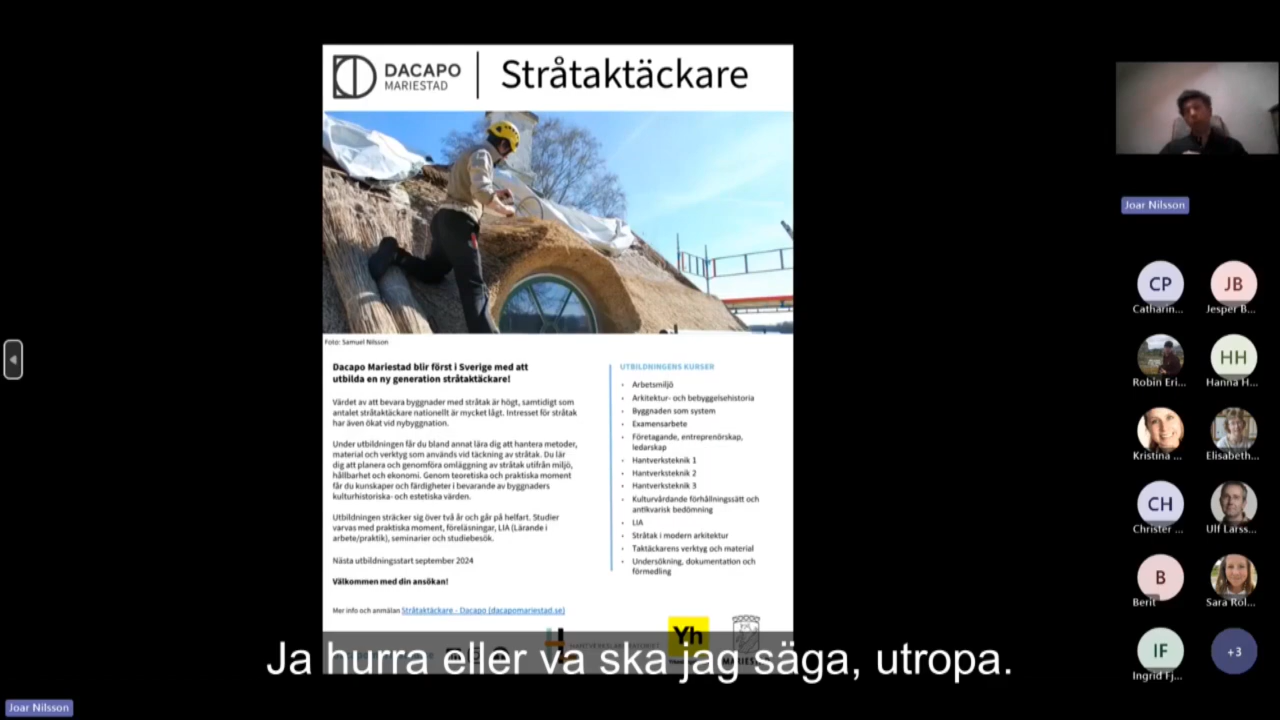 DACAPO
MARIESTAD
Stråtaktäckare
Foto: Samuel Nilsson
Dacapo Mariestad blir först i Sverige med att
utbilda en ny generation stråtaktäckare!
Värdet av att bevara byggnader med stråtak är högt, samtidigt som
antalet stråtaktäckare nationellt är mycket lågt. Intresset för stråtak
har även ökat vid nybyggnation.
Under utbildningen får du bland annat lära dig att hantera metoder,
material och verktyg som används vid täckning av stråtak. Du lär
dig att planera och genomföra omläggning av stråtak utifrån miljö,
hållbarhet och ekonomi. Genom teoretiska och praktiska moment
får du kunskaper och färdigheter i bevarande av byggnaders
kulturhistoriska- och estetiska värden.
Utbildningen sträcker sig över två år och går på helfart. Studier
varvas med praktiska moment, föreläsningar, LIA (Lärande i
arbete/praktik), seminarier och studiebesök.
Nästa utbildningsstart september 2024
Välkommen med din ansökan!
Mer info och anmälan Stråtaktäckare - Dacapo (dacapomariestad.se)
UTBILDNINGENS KURSER
• Arbetsmiljö
• Arkitektur- och bebyggelsehistoria
• Byggnaden som system
• Examensarbete
• Företagande, entreprenörskap,
ledarskap
• Hantverksteknik 1
• Hantverksteknik 2
• Hantverksteknik 3
• Kulturvårdande förhållningssätt och
antikvarisk bedömning
• LIA
• Stråtak i modern arkitektur
• Taktäckarens verktyg och material
• Undersökning, dokumentation och
förmedling
Yh
Ja hurra eller va ska jag säga, utropa.
Joar Nilsson
CP
JB
Catharin...
Jesper B...
HH
Robin Eri...
Hanna H...
Kristina ...
Elisabeth...
CH
Christer ...
Ulf Larss...
B
Berit
Sara Röl...
IF
+3
Ingrid Fj...
Joar Nilsson